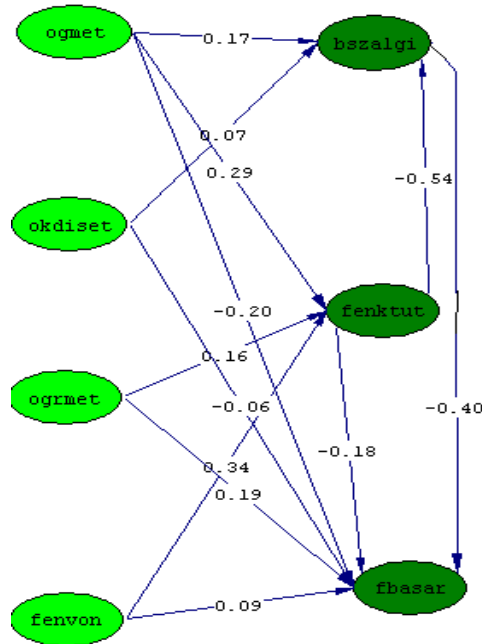 ogmet
0.17
bszalgi
0.07
0.29
-0.54
okdiset
-0.20
fenktut
0.16
ogrmet
-0.06
-0.40
-0.18
0.34
0.19
fbasar
0.09
fenvon